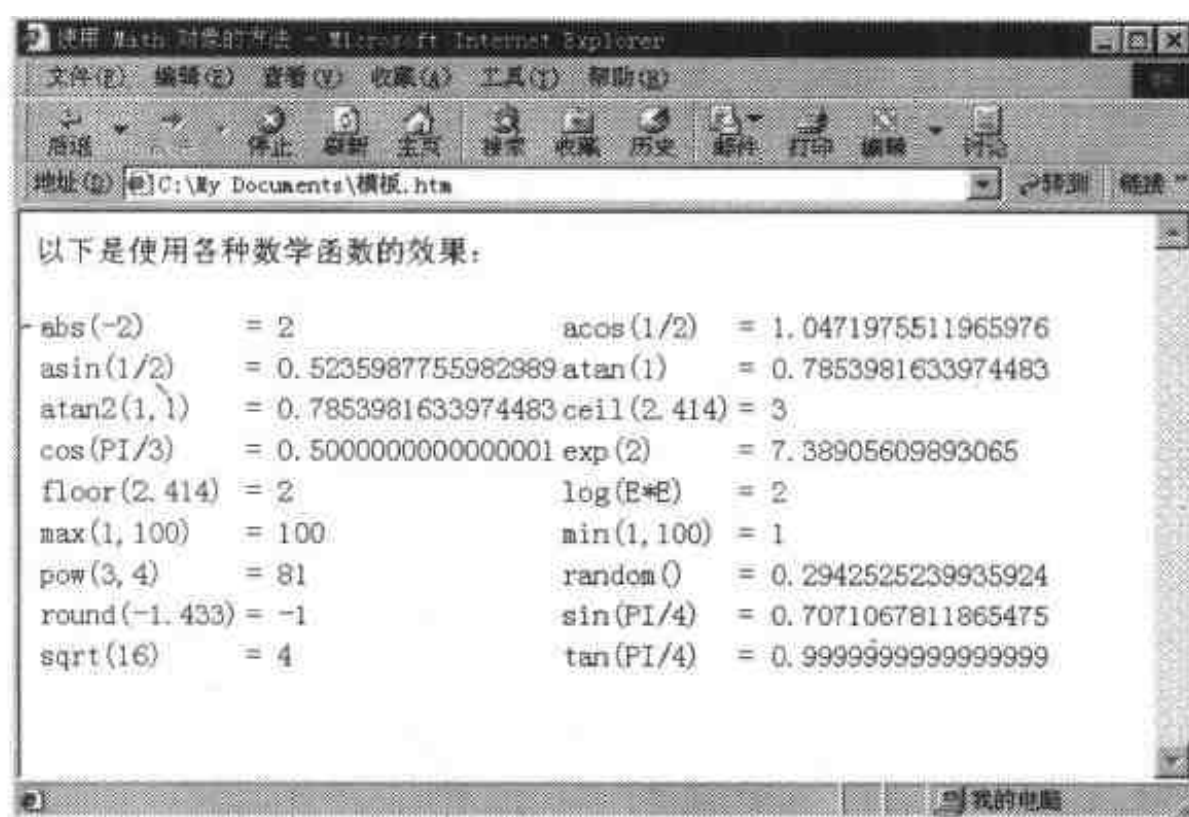 使用 Math 对象的方法 - Microsoft Internet Explorer
文件(F) 编辑(E) 查看(V) 收藏(A) 工具(T) 帮助(H)
后退 停止 刷新 主页 搜索 收藏 历史 邮件 打印 编辑 讨论
地址(D) C:\My Documents\模板.htm 转到 链接 »
以下是使用各种数学函数的效果:
abs(-2) = 2 acos(1/2) = 1.0471975511965976
asin(1/2) = 0.5235987755982989 atan(1) = 0.7853981633974483
atan2(1,1) = 0.7853981633974483 ceil(2.414) = 3
cos(PI/3) = 0.5000000000000001 exp(2) = 7.38905609893065
floor(2.414) = 2 log(E*E) = 2
max(1,100) = 100 min(1,100) = 1
pow(3,4) = 81 random() = 0.2942525239935924
round(-1.433) = -1 sin(PI/4) = 0.7071067811865475
sqrt(16) = 4 tan(PI/4) = 0.9999999999999999
我的电脑